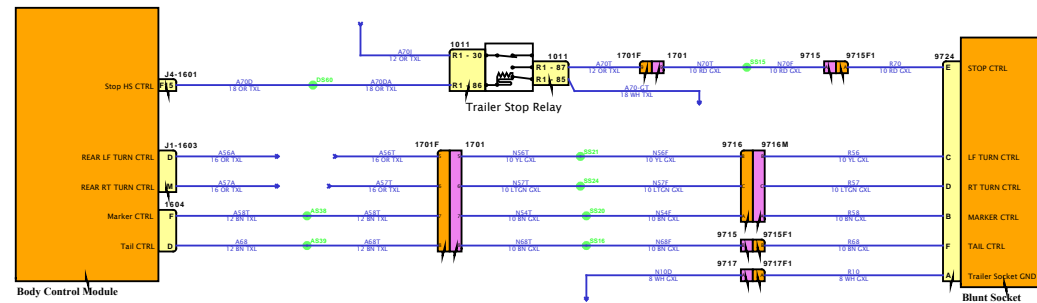 A70J
12 OR TXL
1011
R1 - 30
R1 - 86
1011
R1 - 87
R1 - 85
Trailer Stop Relay
J4-1601
Stop HS CTRL
F 5
A70D
18 OR TXL
DS60
A70DA
18 OR TXL
A70T
12 OR TXL
1701F
1701
N70T
10 RD GXL
SS15
N70F
10 RD GXL
9715
9715F1
R70
10 RD GXL
9724
E
STOP CTRL
A70-GT
18 WH TXL
J1-1603
REAR LF TURN CTRL
D
A56A
16 OR TXL
A56T
16 OR TXL
1701F
1701
N56T
10 YL GXL
SS21
N56F
10 YL GXL
9716
9716M
R56
10 YL GXL
C
LF TURN CTRL
REAR RT TURN CTRL
M
A57A
16 OR TXL
A57T
16 OR TXL
N57T
10 LTGN GXL
SS24
N57F
10 LTGN GXL
R57
10 LTGN GXL
D
RT TURN CTRL
1604
Marker CTRL
F
A58T
12 BN TXL
AS38
A58T
12 BN TXL
7
7
N54T
10 BN GXL
SS20
N54F
10 BN GXL
R58
10 BN GXL
B
MARKER CTRL
Tail CTRL
D
A68
12 BN TXL
AS39
A68T
12 BN TXL
N68T
10 BN GXL
SS16
N68F
10 BN GXL
9715
9715F1
R68
10 BN GXL
F
TAIL CTRL
N10D
8 WH GXL
9717
9717F1
R10
8 WH GXL
A
Trailer Socket GND
Body Control Module
Blunt Socket